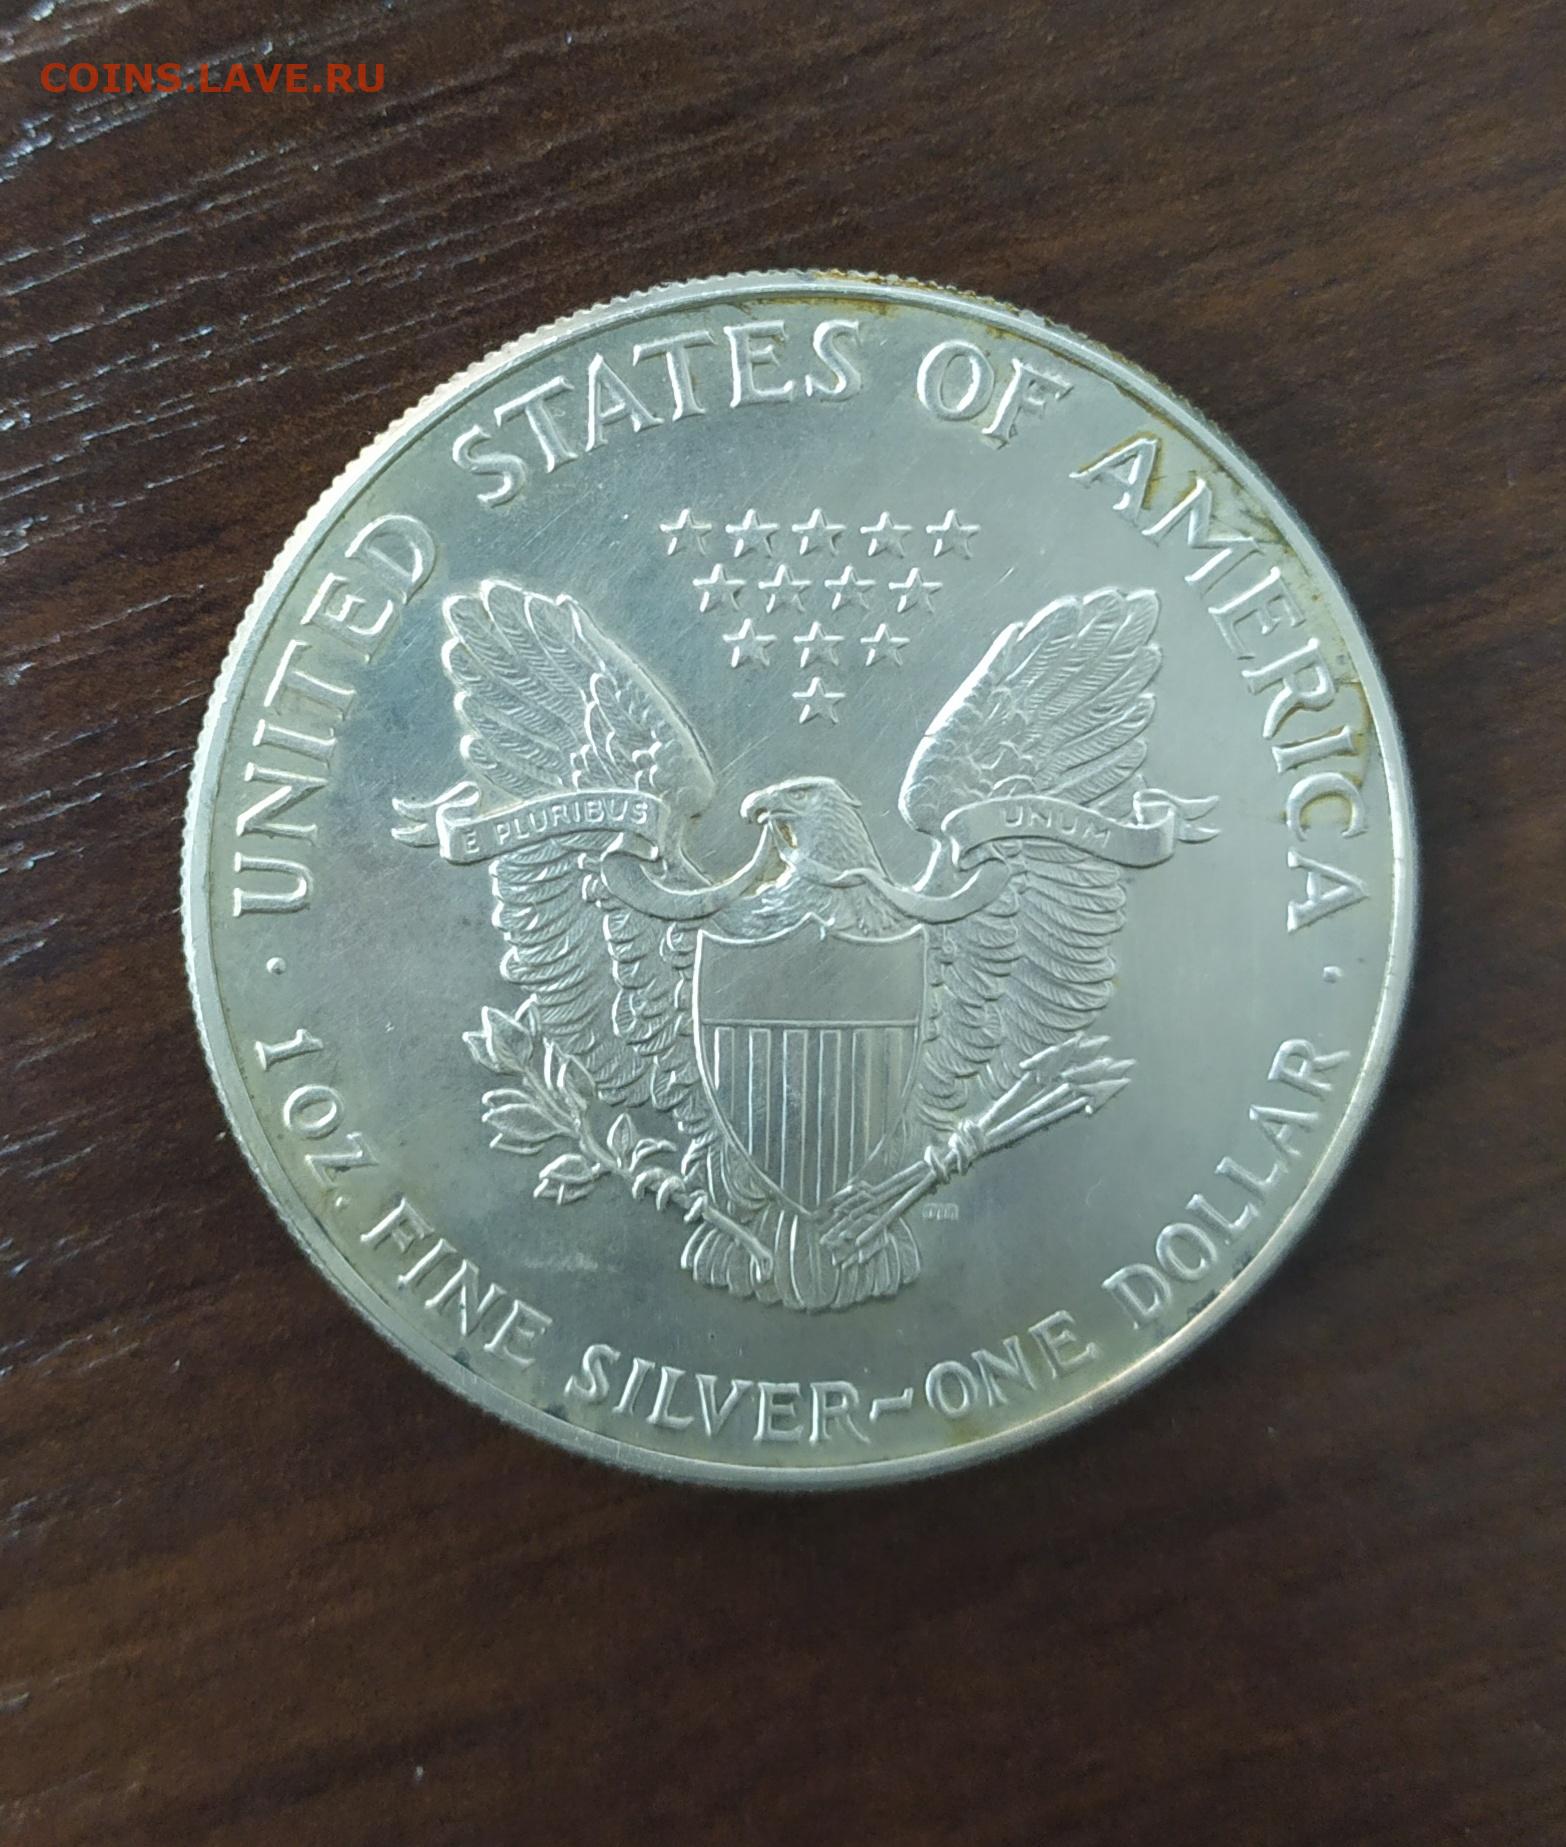 COINS.LAVE.RU
UNITED STATES OF AMERICA
E PLURIBUS UNUM
1 OZ. FINE SILVER~ONE DOLLAR